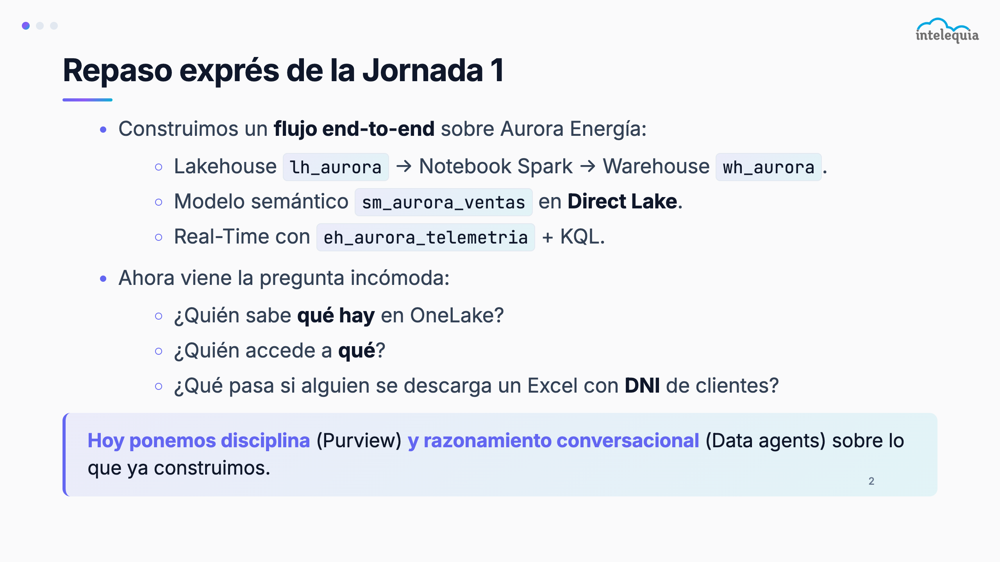 intelequia
Repaso exprés de la Jornada 1
Construimos un flujo end-to-end sobre Aurora Energía:
Lakehouse lh_aurora → Notebook Spark → Warehouse wh_aurora.
Modelo semántico sm_aurora_ventas en Direct Lake.
Real-Time con eh_aurora_telemetria + KQL.
Ahora viene la pregunta incómoda:
¿Quién sabe qué hay en OneLake?
¿Quién accede a qué?
¿Qué pasa si alguien se descarga un Excel con DNI de clientes?
Hoy ponemos disciplina (Purview) y razonamiento conversacional (Data agents) sobre lo
que ya construimos.
2